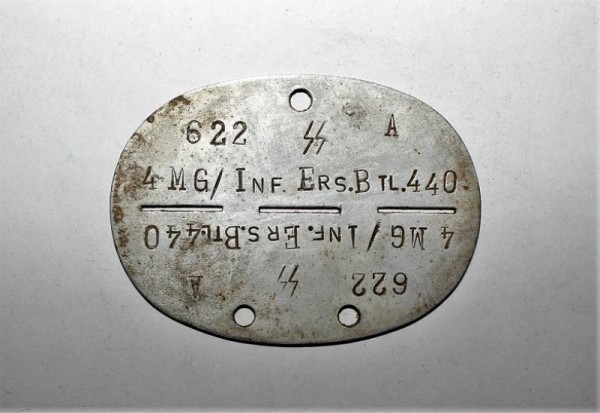 622 ᛋᛋ A
4 MG/INF. ERS.BTL.440
4 MG/INF.ERS.BTL.440
622 ᛋᛋ A